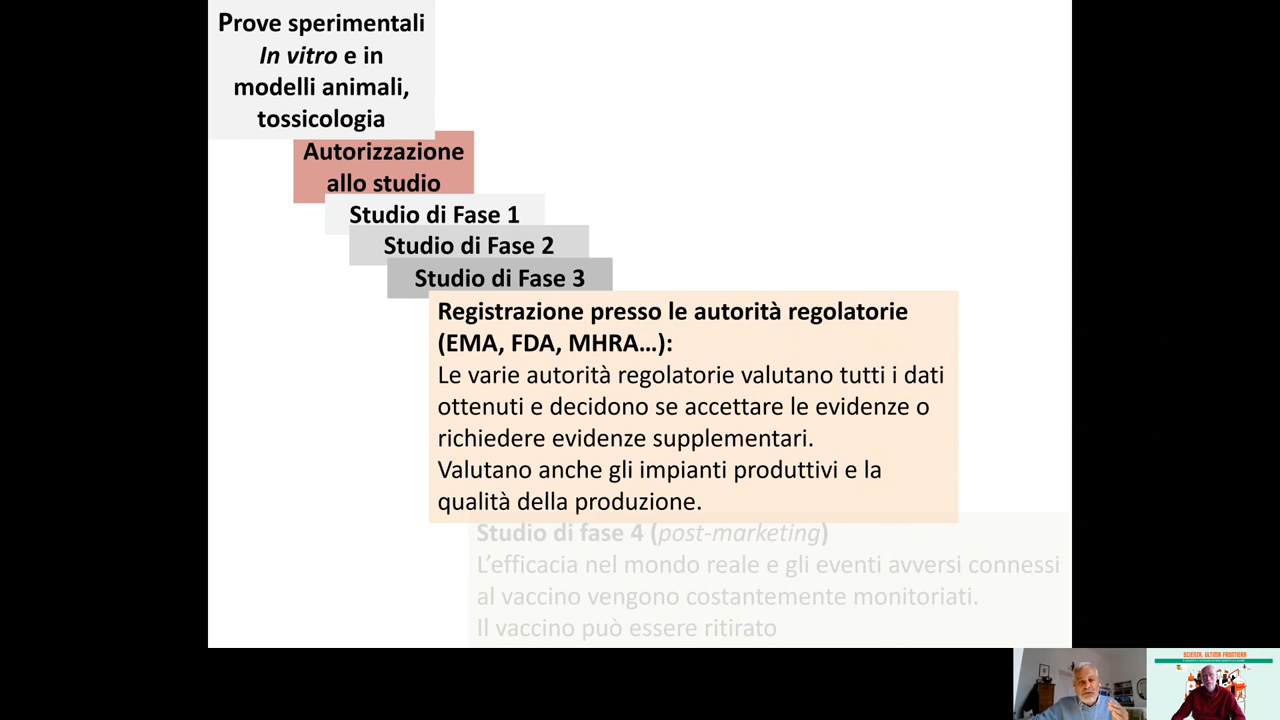 Prove sperimentali
In vitro e in
modelli animali,
tossicologia
Autorizzazione
allo studio
Studio di Fase 1
Studio di Fase 2
Studio di Fase 3
Registrazione presso le autorità regolatorie
(EMA, FDA, MHRA...):
Le varie autorità regolatorie valutano tutti i dati
ottenuti e decidono se accettare le evidenze o
richiedere evidenze supplementari.
Valutano anche gli impianti produttivi e la
qualità della produzione.
Studio di fase 4 (post-marketing)
L'efficacia nel mondo reale e gli eventi avversi connessi
al vaccino vengono costantemente monitoriati.
Il vaccino può essere ritirato
SCIENZA, ULTIMA FRONTIERA